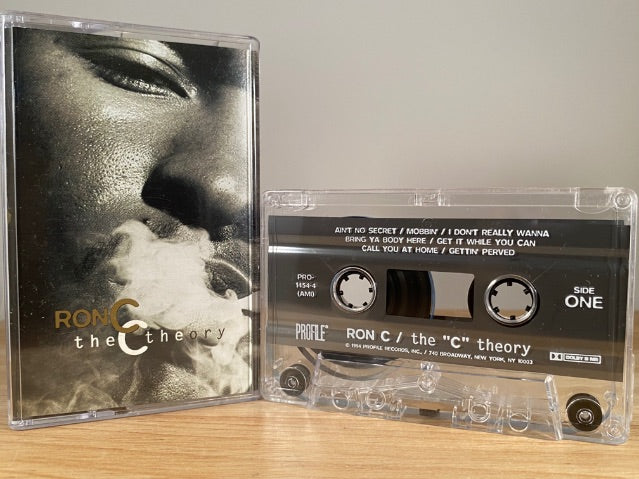 RON C
the C theory
AIN'T NO SECRET / MOBBIN' / I DON'T REALLY WANNA
BRING YA BODY HERE / GET IT WHILE YOU CAN
CALL YOU AT HOME / GETTIN' PERVED
PRO-
1454-4
(AMI)
SIDE
ONE
PROFILE
RON C / the "C" theory
© 1994 PROFILE RECORDS, INC. / 740 BROADWAY, NEW YORK, NY 10003
DOLBY B NR